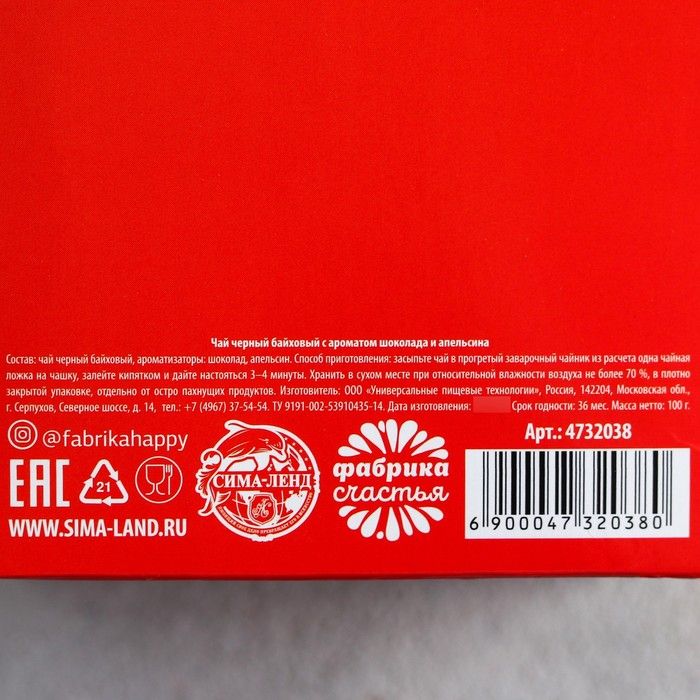 Чай черный байховый с ароматом шоколада и апельсина
Состав: чай черный байховый, ароматизаторы: шоколад, апельсин. Способ приготовления: засыпьте чай в прогретый заварочный чайник из расчета одна чайная
ложка на чашку, залейте кипятком и дайте настояться 3–4 минуты. Хранить в сухом месте при относительной влажности воздуха не более 70 %, в плотно
закрытой упаковке, отдельно от остро пахнущих продуктов. Изготовитель: ООО «Универсальные пищевые технологии», Россия, 142204, Московская обл.,
г. Серпухов, Северное шоссе, д. 14, тел.: +7 (4967) 37-54-54. ТУ 9191-002-53910435-14. Дата изготовления: Срок годности: 36 мес. Масса нетто: 100 г.
@fabrikahappy
EAC
21
WWW.SIMA-LAND.RU
СИМА-ЛЕНД
фабрика
счастья
Арт.: 4732038
6 900047 320380